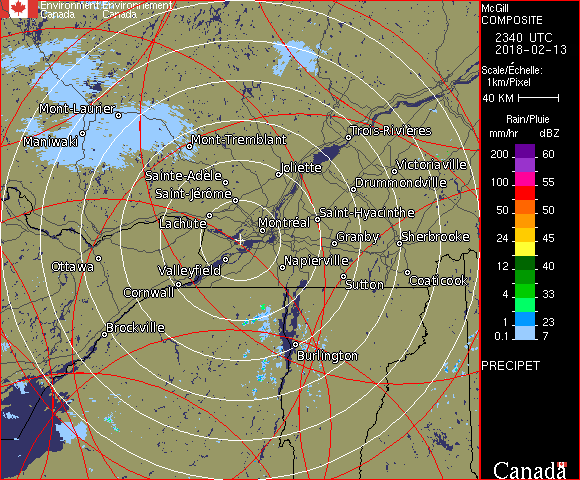 Environment Environnement
Canada Canada
McGill
COMPOSITE
2340 UTC
2018-02-13
Scale/Échelle:
1km/Pixel
40 KM
Rain/Pluie
mm/hr dBZ
200 60
100 55
50 50
24 45
12 40
4 33
1 23
0.1 7
PRECIPET
Canada
Mont-Laurier
Maniwaki
Mont-Tremblant
Trois-Rivières
Joliette
Victoriaville
Sainte-Adèle
Drummondville
Saint-Jérôme
Lachute
Saint-Hyacinthe
Montréal
Granby
Sherbrooke
Ottawa
Valleyfield
Napierville
Cornwall
Sutton
Coaticook
Brockville
Burlington